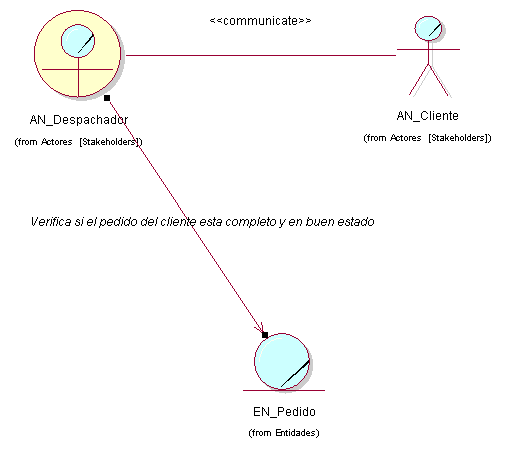 <<communicate>>
AN_Despachador
(from Actores [Stakeholders])
AN_Cliente
(from Actores [Stakeholders])
Verifica si el pedido del cliente esta completo y en buen estado
EN_Pedido
(from Entidades)